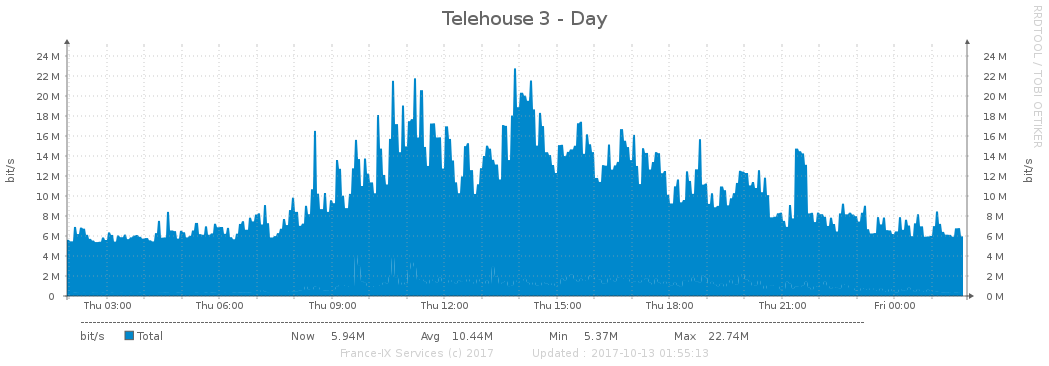 Telehouse 3 - Day
RRDTOOL / TOBI OETIKER
bit/s
24 M 24 M
22 M 22 M
20 M 20 M
18 M 18 M
16 M 16 M
14 M 14 M
12 M 12 M
10 M 10 M
8 M 8 M
6 M 6 M
4 M 4 M
2 M 2 M
0 0 M
bit/s
Thu 03:00 Thu 06:00 Thu 09:00 Thu 12:00 Thu 15:00 Thu 18:00 Thu 21:00 Fri 00:00
bit/s Total Now 5.94M Avg 10.44M Min 5.37M Max 22.74M
France-IX Services (c) 2017 Updated : 2017-10-13 01:55:13